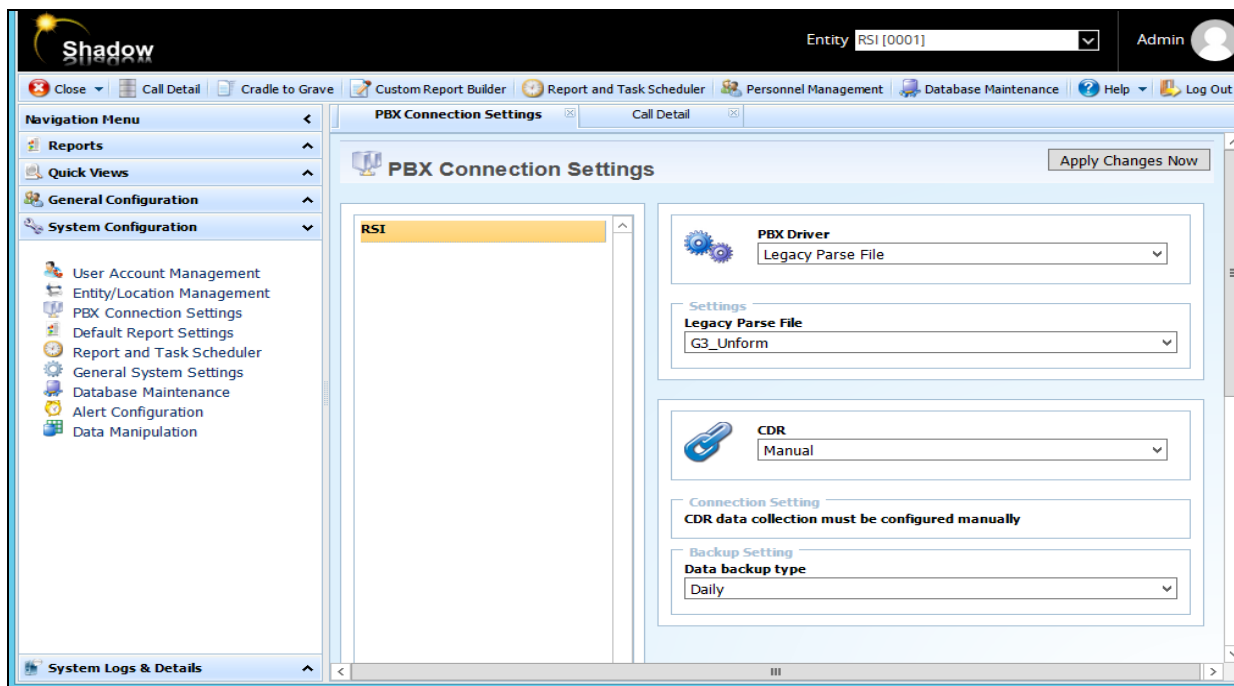 Shadow
Entity RSI [0001] Admin
Close Call Detail Cradle to Grave Custom Report Builder Report and Task Scheduler Personnel Management Database Maintenance Help Log Out
Navigation Menu
Reports
Quick Views
General Configuration
System Configuration
User Account Management
Entity/Location Management
PBX Connection Settings
Default Report Settings
Report and Task Scheduler
General System Settings
Database Maintenance
Alert Configuration
Data Manipulation
System Logs & Details
PBX Connection Settings Call Detail
PBX Connection Settings
Apply Changes Now
RSI
PBX Driver
Legacy Parse File
Settings
Legacy Parse File
G3_Unform
CDR
Manual
Connection Setting
CDR data collection must be configured manually
Backup Setting
Data backup type
Daily